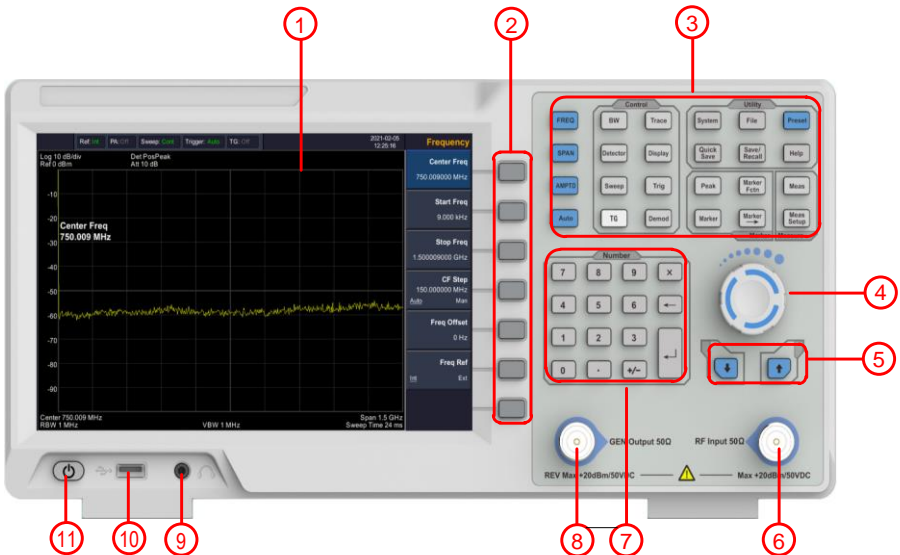 1
2
3
Ref: Int PA:Off Sweep: Cont Trigger: Auto TG: Off 2021-02-05 12:25:16
Log 10 dB/div
Ref 0 dBm
Det PosPeak
Att 10 dB
-10
-20
-30
-40
-50
-60
-70
-80
-90
Center Freq
750.009 MHz
Center 750.009 MHz
RBW 1 MHz
VBW 1 MHz
Span 1.5 GHz
Sweep Time 24 ms
Frequency
Center Freq
750.009000 MHz
Start Freq
9.000 kHz
Stop Freq
1.500009000 GHz
CF Step
150.000000 MHz
Auto Man
Freq Offset
0 Hz
Freq Ref
Int Ext
Control
Utility
FREQ BW Trace System File Preset
SPAN Detector Display Quick Save Save/Recall Help
AMPTD Sweep Trig Peak Marker Fctn Meas
Auto TG Demod Marker Marker → Meas Setup
Number
7 8 9 ×
4 5 6 ←
1 2 3 ↵
0 . +/−
4
5
GEN Output 50Ω
RF Input 50Ω
REV Max +20dBm/50VDC
Max +20dBm/50VDC
11
10
9
8
7
6